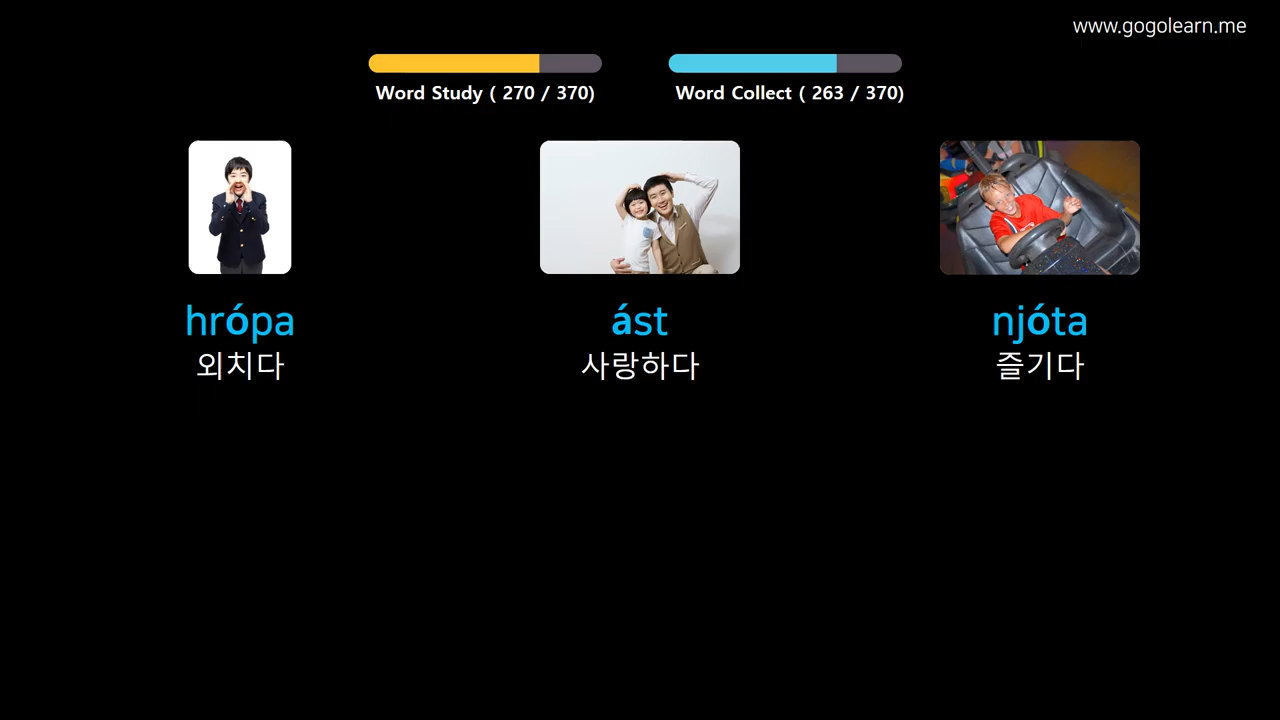 www.gogolearn.me
Word Study ( 270 / 370)
Word Collect ( 263 / 370)
hrópa
외치다
ást
사랑하다
njóta
즐기다